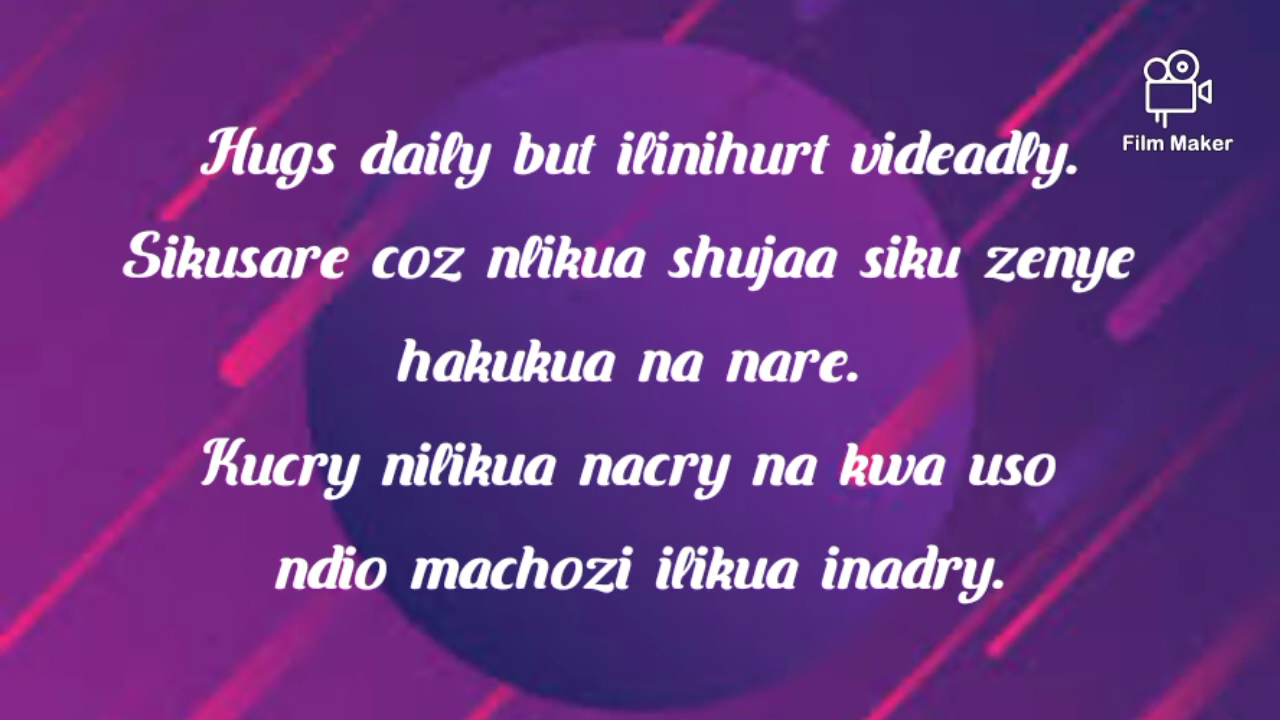 Film Maker
Hugs daily but ilinihurt videadly.
Sikusare coz nlikua shujaa siku zenye
hakukua na nare.
Kucry nilikua nacry na kwa uso
ndio machozi ilikua inadry.